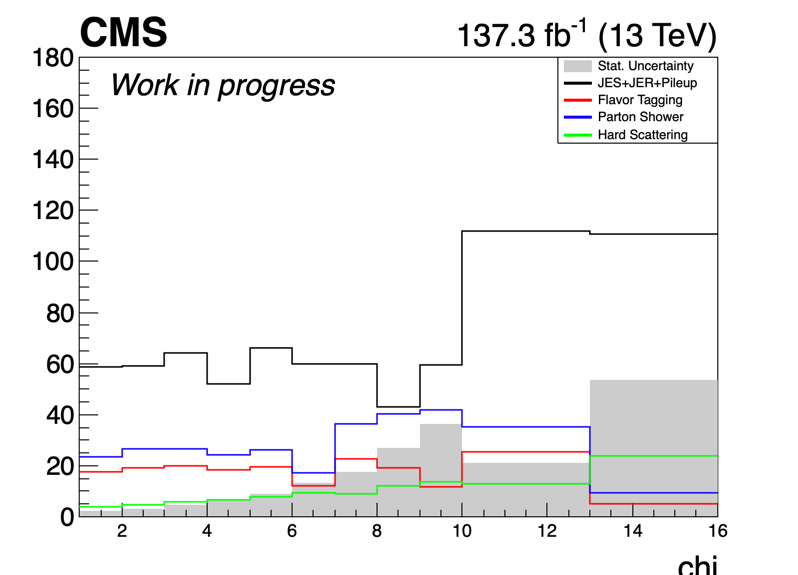 CMS 137.3 fb-1 (13 TeV)
180
Work in progress
Stat. Uncertainty
JES+JER+Pileup
Flavor Tagging
Parton Shower
Hard Scattering
160
140
120
100
80
60
40
20
0
2 4 6 8 10 12 14 16
chi